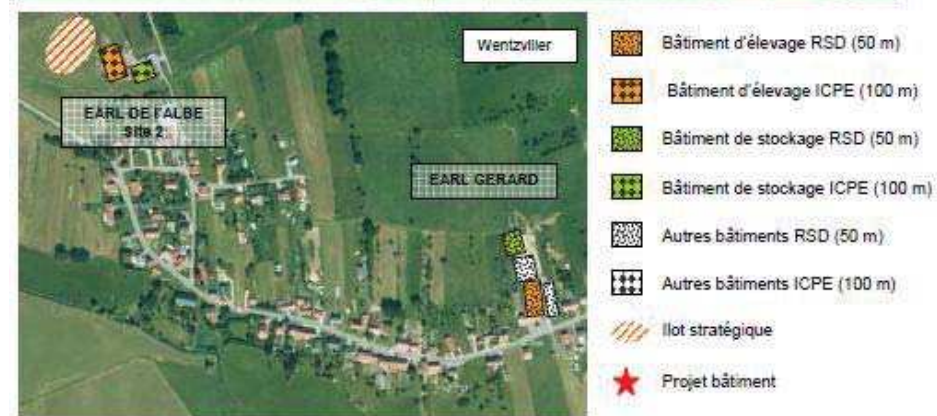 Wentzviller
EARL DE l'ALBE
Site 2
EARL GERARD
Bâtiment d'élevage RSD (50 m)
Bâtiment d'élevage ICPE (100 m)
Bâtiment de stockage RSD (50 m)
Bâtiment de stockage ICPE (100 m)
Autres bâtiments RSD (50 m)
Autres bâtiments ICPE (100 m)
Ilot stratégique
Projet bâtiment